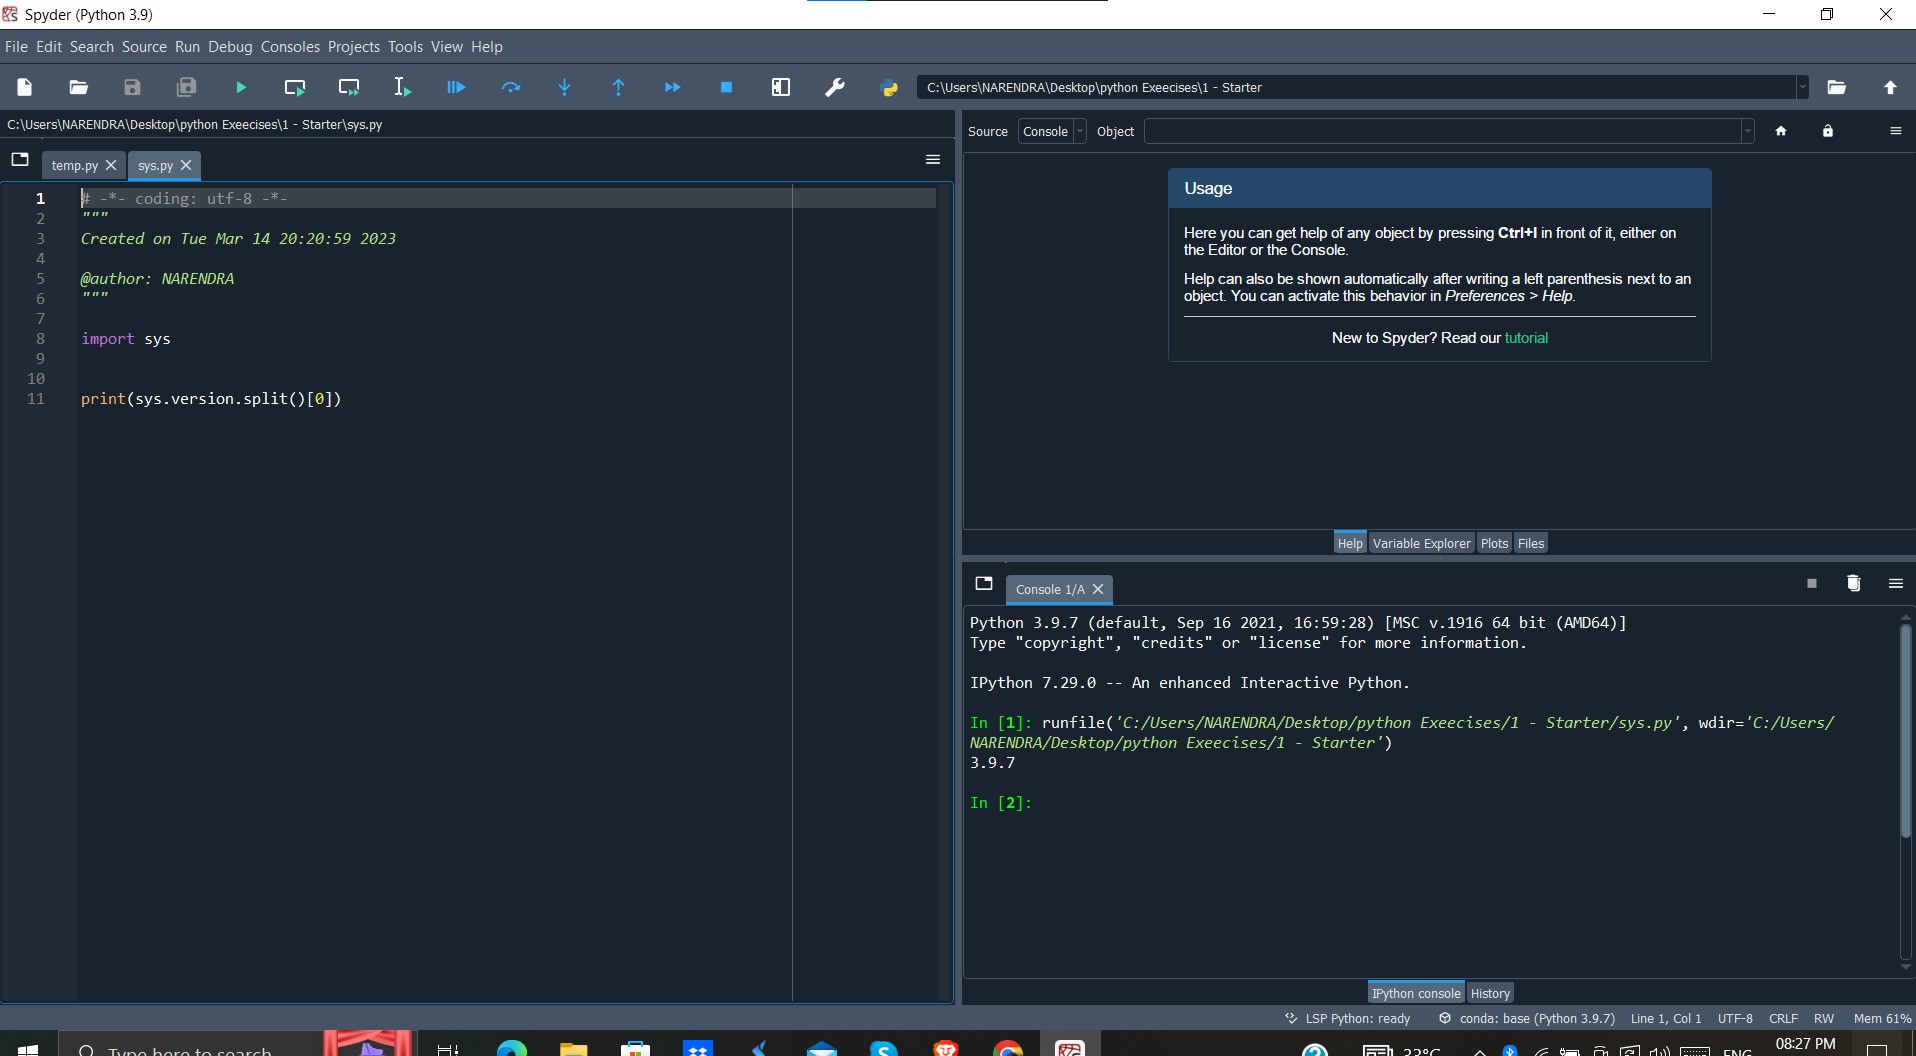 Spyder (Python 3.9)
File Edit Search Source Run Debug Consoles Projects Tools View Help
C:\Users\NARENDRA\Desktop\python Exeecises\1 - Starter
C:\Users\NARENDRA\Desktop\python Exeecises\1 - Starter\sys.py
temp.py
sys.py
1 # -*- coding: utf-8 -*-
2 """
3 Created on Tue Mar 14 20:20:59 2023
4
5 @author: NARENDRA
6 """
7
8 import sys
9
10
11 print(sys.version.split()[0])
Source Console Object
Usage
Here you can get help of any object by pressing Ctrl+I in front of it, either on
the Editor or the Console.
Help can also be shown automatically after writing a left parenthesis next to an
object. You can activate this behavior in Preferences > Help.
New to Spyder? Read our tutorial
Help Variable Explorer Plots Files
Console 1/A
Python 3.9.7 (default, Sep 16 2021, 16:59:28) [MSC v.1916 64 bit (AMD64)]
Type "copyright", "credits" or "license" for more information.
IPython 7.29.0 -- An enhanced Interactive Python.
In [1]: runfile('C:/Users/NARENDRA/Desktop/python Exeecises/1 - Starter/sys.py', wdir='C:/Users/
NARENDRA/Desktop/python Exeecises/1 - Starter')
3.9.7
In [2]:
IPython console History
LSP Python: ready conda: base (Python 3.9.7) Line 1, Col 1 UTF-8 CRLF RW Mem 61%
Type here to search
33°C
ENG
08:27 PM